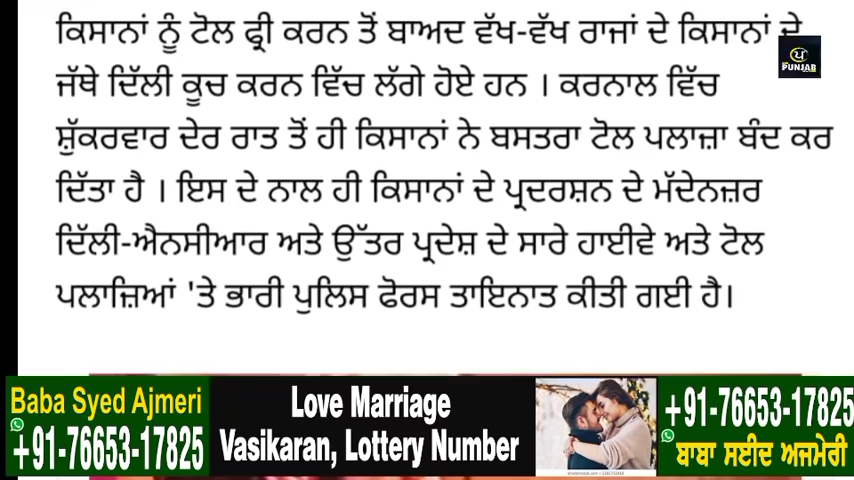 ਕਿਸਾਨਾਂ ਨੂੰ ਟੋਲ ਫ੍ਰੀ ਕਰਨ ਤੋਂ ਬਾਅਦ ਵੱਖ-ਵੱਖ ਰਾਜਾਂ ਦੇ ਕਿਸਾਨਾਂ ਦੇ
ਜੱਥੇ ਦਿੱਲੀ ਕੂਚ ਕਰਨ ਵਿੱਚ ਲੱਗੇ ਹੋਏ ਹਨ । ਕਰਨਾਲ ਵਿੱਚ
ਸ਼ੁੱਕਰਵਾਰ ਦੇਰ ਰਾਤ ਤੋਂ ਹੀ ਕਿਸਾਨਾਂ ਨੇ ਬਸਤਰਾ ਟੋਲ ਪਲਾਜ਼ਾ ਬੰਦ ਕਰ
ਦਿੱਤਾ ਹੈ । ਇਸ ਦੇ ਨਾਲ ਹੀ ਕਿਸਾਨਾਂ ਦੇ ਪ੍ਰਦਰਸ਼ਨ ਦੇ ਮੱਦੇਨਜ਼ਰ
ਦਿੱਲੀ-ਐਨਸੀਆਰ ਅਤੇ ਉੱਤਰ ਪ੍ਰਦੇਸ਼ ਦੇ ਸਾਰੇ ਹਾਈਵੇ ਅਤੇ ਟੋਲ
ਪਲਾਜ਼ਿਆਂ 'ਤੇ ਭਾਰੀ ਪੁਲਿਸ ਫੋਰਸ ਤਾਇਨਾਤ ਕੀਤੀ ਗਈ ਹੈ।
ਪ
PUNJAB
Baba Syed Ajmeri
+91-76653-17825
Love Marriage
Vasikaran, Lottery Number
+91-76653-17825
ਬਾਬਾ ਸਈਦ ਅਜਮੇਰੀ